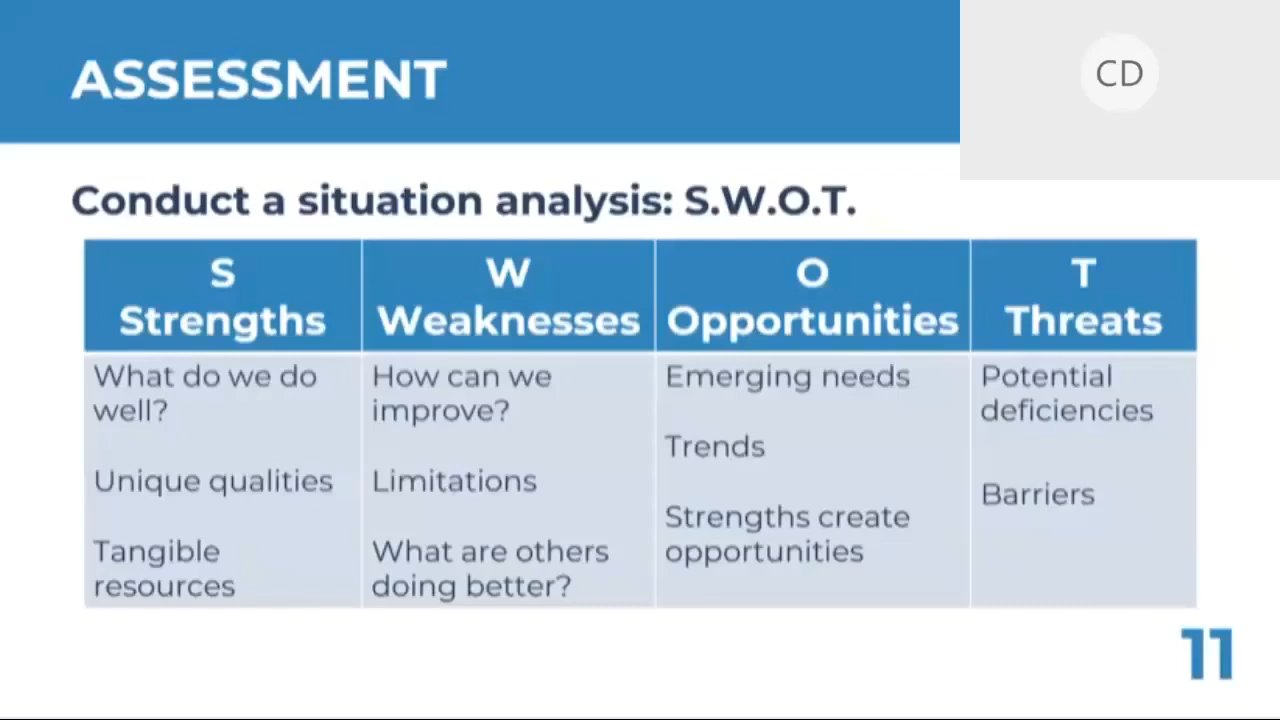 ASSESSMENT
CD
Conduct a situation analysis: S.W.O.T.
S
Strengths
W
Weaknesses
O
Opportunities
T
Threats
What do we do
well?
Unique qualities
Tangible
resources
How can we
improve?
Limitations
What are others
doing better?
Emerging needs
Trends
Strengths create
opportunities
Potential
deficiencies
Barriers
11